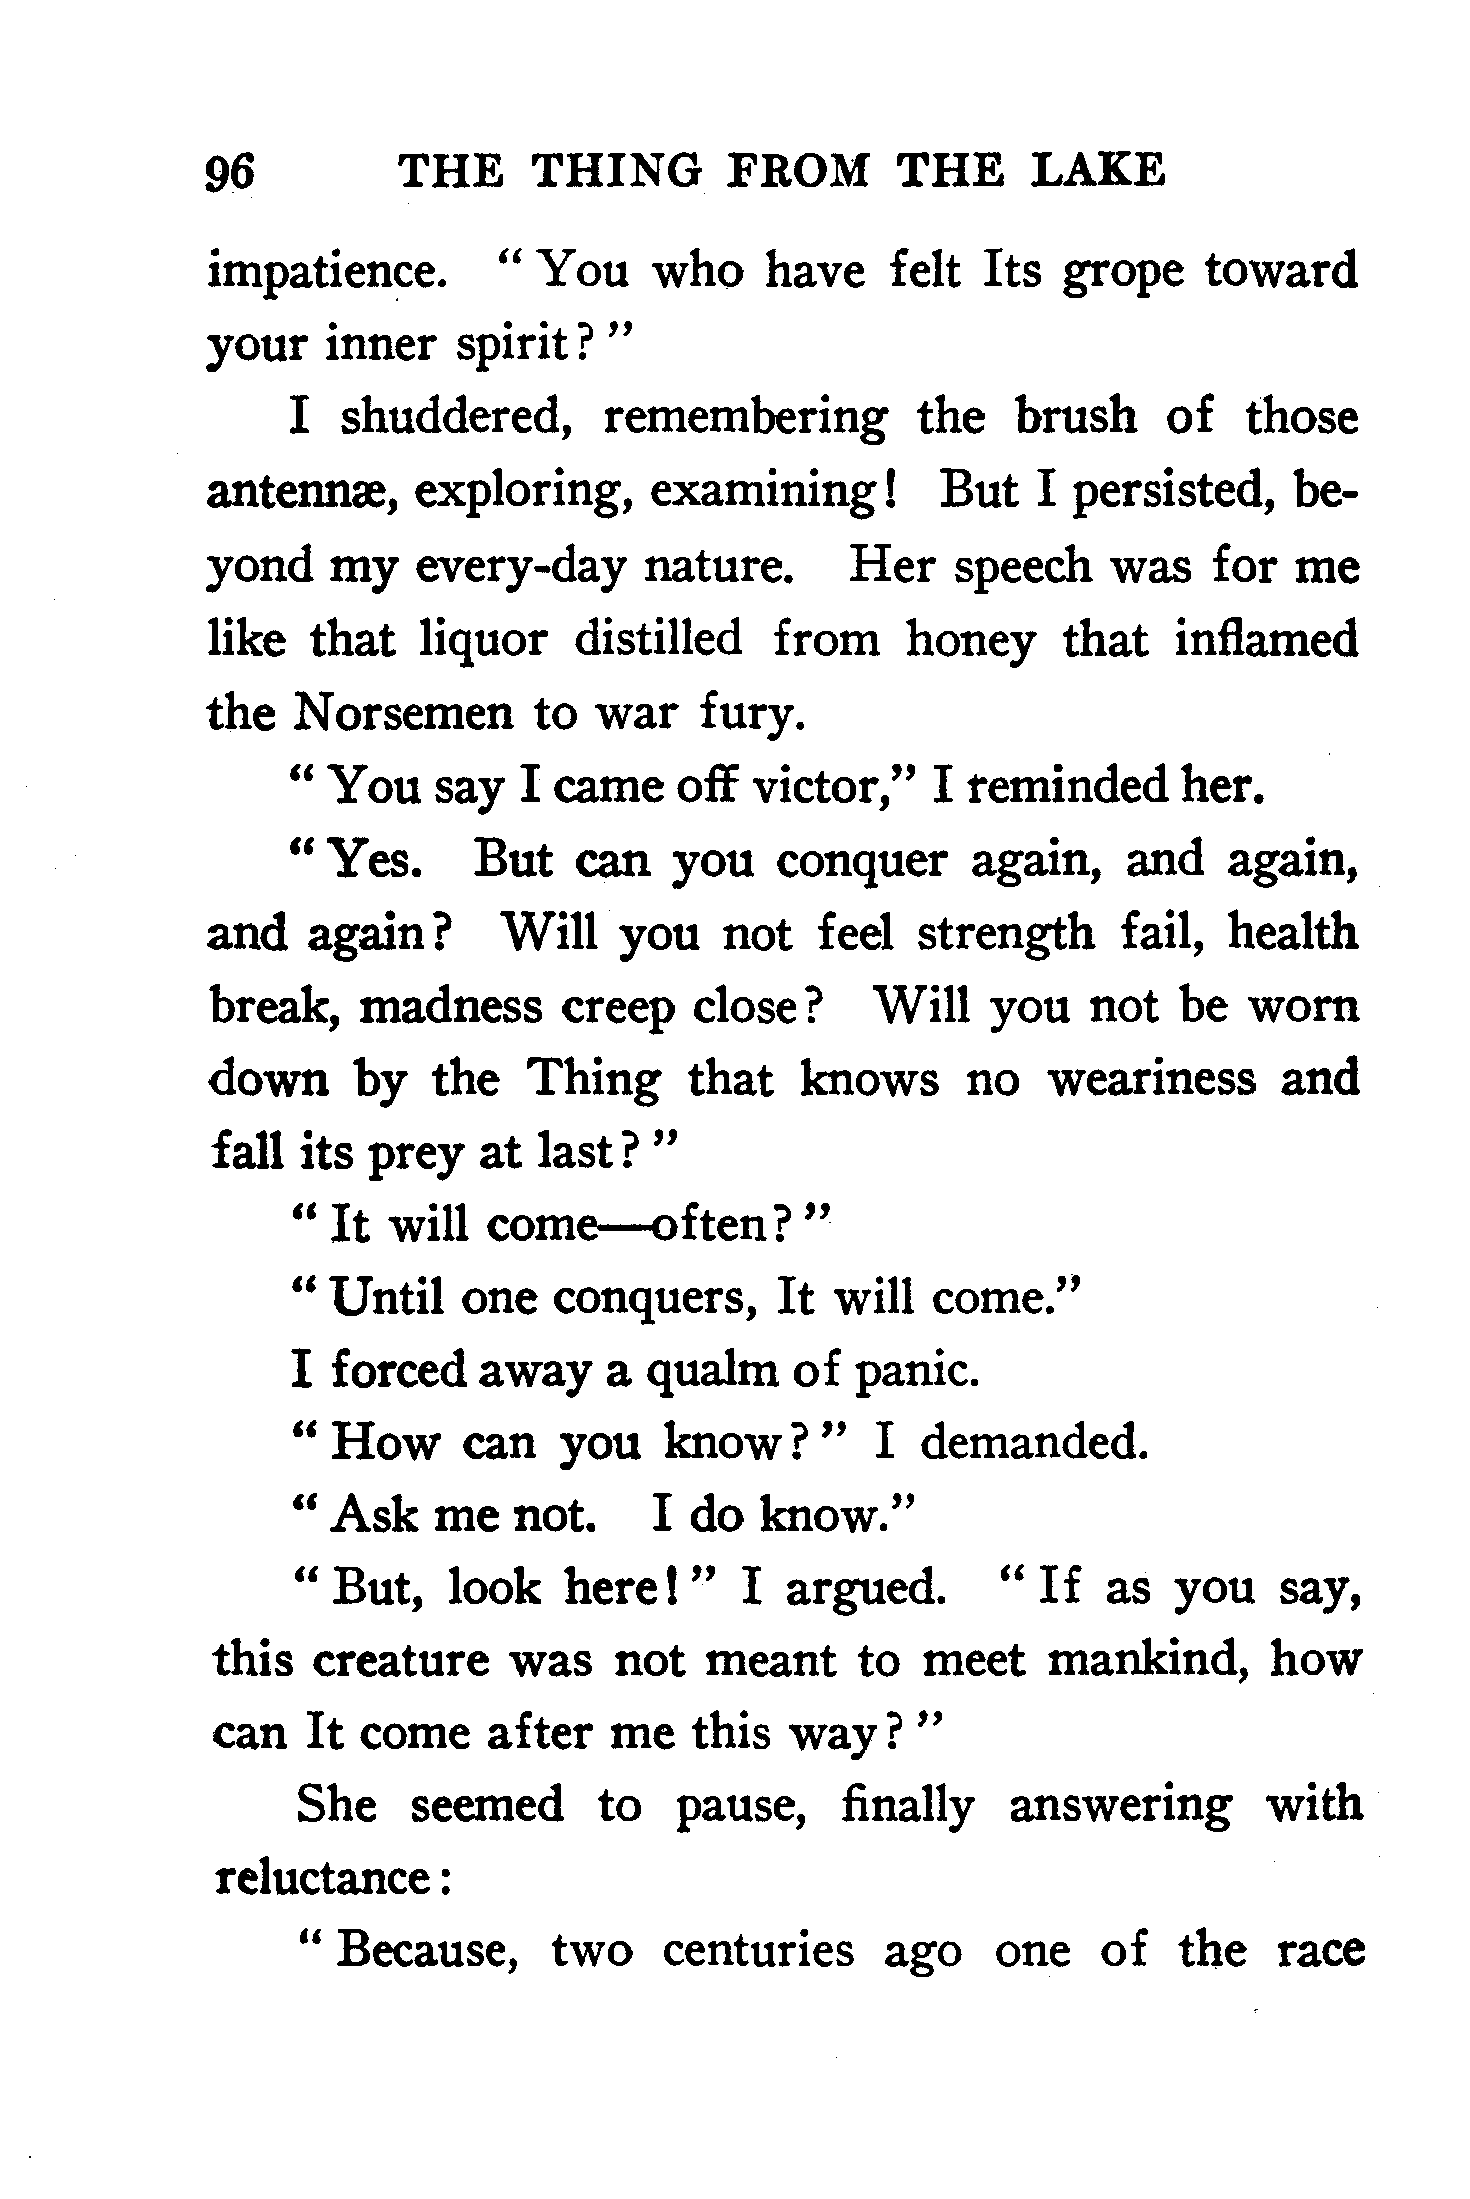 96 THE THING FROM THE LAKE
impatience. “ You who have felt Its grope toward
your inner spirit? ”
I shuddered, remembering the brush of those
antennæ, exploring, examining! But I persisted, be-
yond my every-day nature. Her speech was for me
like that liquor distilled from honey that inflamed
the Norsemen to war fury.
“ You say I came off victor,” I reminded her.
“ Yes. But can you conquer again, and again,
and again? Will you not feel strength fail, health
break, madness creep close? Will you not be worn
down by the Thing that knows no weariness and
fall its prey at last? ”
“ It will come—often? ”
“ Until one conquers, It will come.”
I forced away a qualm of panic.
“ How can you know? ” I demanded.
“ Ask me not. I do know.”
“ But, look here! ” I argued. “ If as you say,
this creature was not meant to meet mankind, how
can It come after me this way? ”
She seemed to pause, finally answering with
reluctance:
“ Because, two centuries ago one of the race